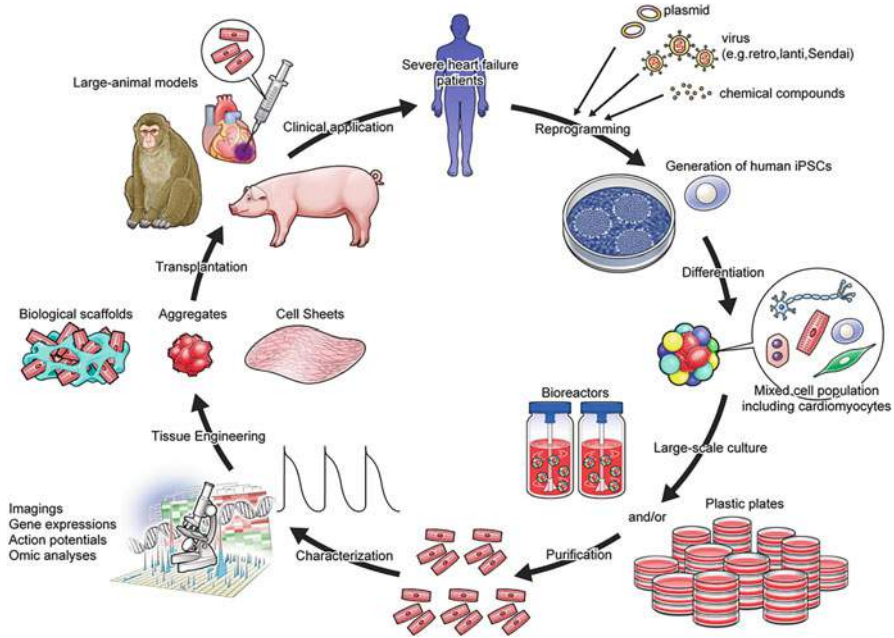 plasmid
virus
(e.g.retro,lanti,Sendai)
chemical compounds
Severe heart failure
patients
Large-animal models
Clinical application
Reprogramming
Generation of human iPSCs
Differentiation
Mixed cell population
including cardiomyocytes
Large-scale culture
Bioreactors
and/or
Plastic plates
Purification
Characterization
Imagings
Gene expressions
Action potentials
Omic analyses
Tissue Engineering
Biological scaffolds
Aggregates
Cell Sheets
Transplantation